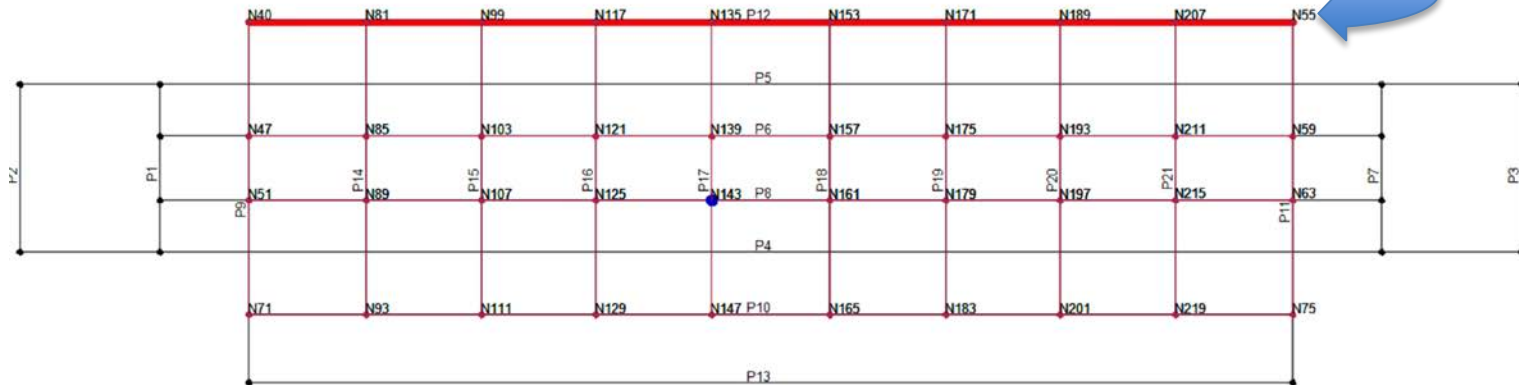 N40 N81 N99 N117 N135 P12 N153 N171 N189 N207 N55
P5
N47 N85 N103 N121 N139 P6 N157 N175 N193 N211 N59
P2 P1 P14 P15 P16 P17 P18 P19 P20 P21 P7 P3
N51 N89 N107 N125 N143 P8 N161 N179 N197 N215 N63
P9 P11
P4
N71 N93 N111 N129 N147 P10 N165 N183 N201 N219 N75
P13